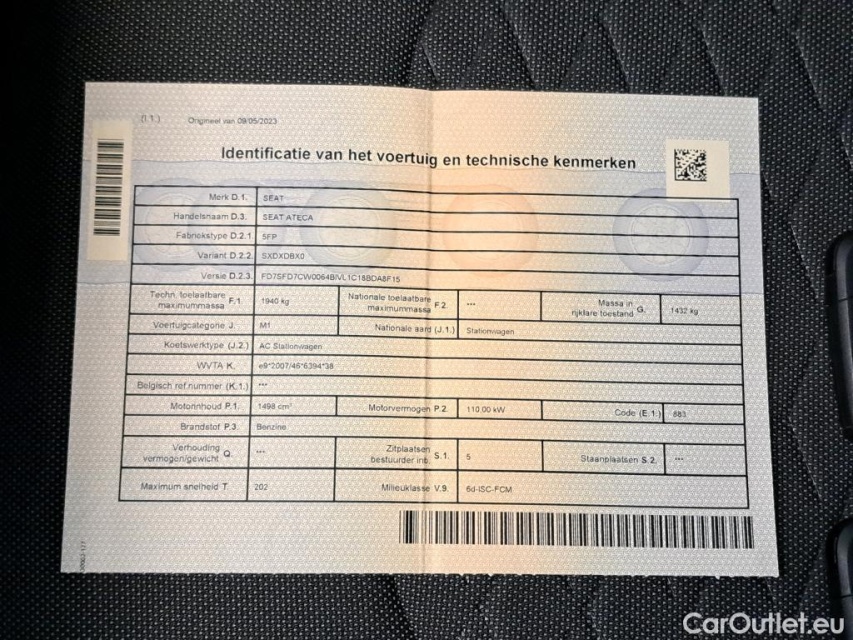 (I.1.) Origineel van 09/05/2023
Identificatie van het voertuig en technische kenmerken
Merk D.1. SEAT
Handelsnaam D.3. SEAT ATECA
Fabriekstype D.2.1. 5FP
Variant D.2.2. SXDXDBX0
Versie D.2.3. FD7SFD7CW0064BIVL1C18BDA8F15
Techn. toelaatbare maximummassa F.1. 1940 kg Nationale toelaatbare maximummassa F.2. *** Massa in rijklare toestand G. 1432 kg
Voertuigcategorie J. M1 Nationale aard (J.1.) Stationwagen
Koetswerktype (J.2.) AC Stationwagen
WVTA K. e9*2007/46*6394*38
Belgisch ref.nummer (K.1.) ***
Motorinhoud P.1. 1498 cm³ Motorvermogen P.2. 110,00 kW Code (E.1.) 883
Brandstof P.3. Benzine
Verhouding vermogen/gewicht Q. *** Zitplaatsen bestuurder inb. S.1. 5 Staanplaatsen S.2. ***
Maximum snelheid T. 202 Milieuklasse V.9. 6d-ISC-FCM
CarOutlet.eu